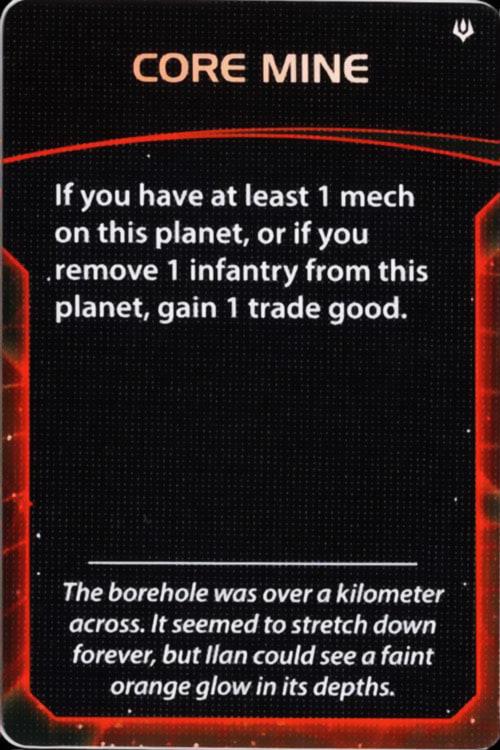 CORE MINE
If you have at least 1 mech
on this planet, or if you
remove 1 infantry from this
planet, gain 1 trade good.
The borehole was over a kilometer
across. It seemed to stretch down
forever, but Ilan could see a faint
orange glow in its depths.